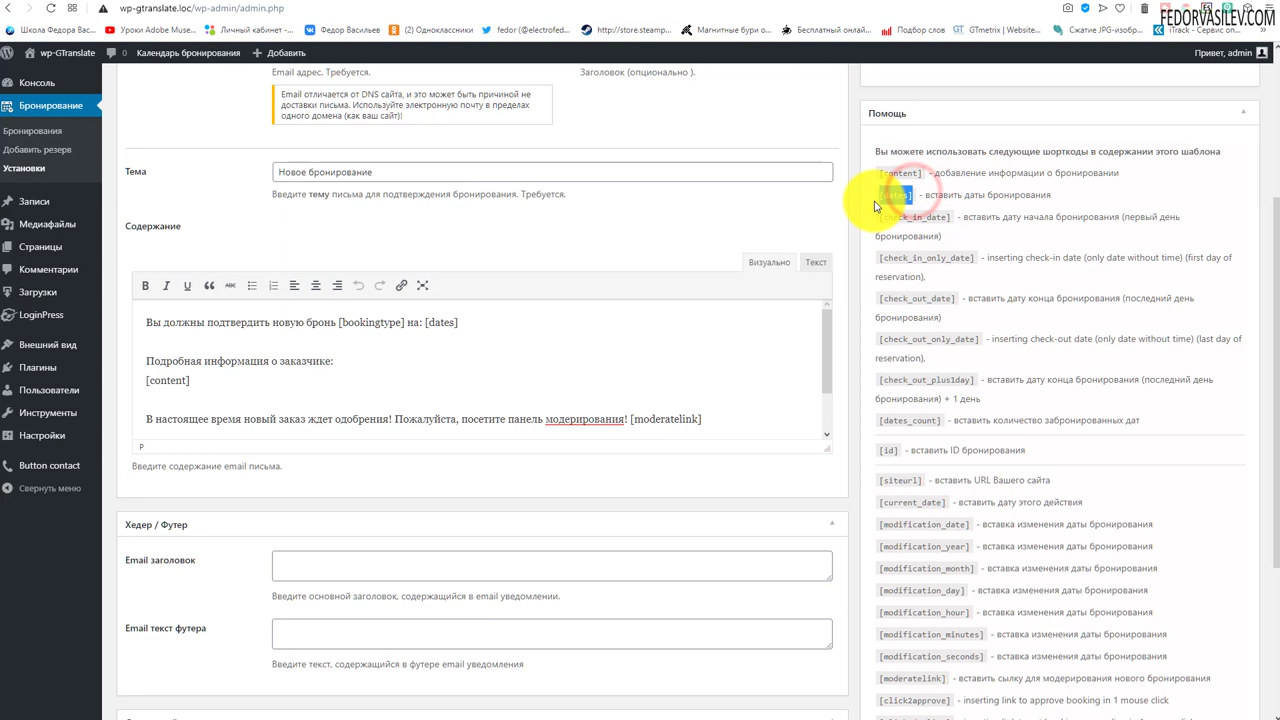 wp-gtranslate.loc/wp-admin/admin.php
FEDORVASILEV.COM
Школа Федора Вас...
Уроки Adobe Muse...
Личный кабинет -...
Федор Васильев
(2) Одноклассники
fedor (@electrofed...
http://store.steamp...
Магнитные бури о...
Бесплатный онлай...
Подбор слов
GTmetrix | Website...
Сжатие JPG-изобр...
iTrack - Сервис оп...
wp-GTranslate
0
Календарь бронирования
Добавить
Привет, admin
Консоль
Бронирование
Бронирования
Добавить резерв
Установки
Записи
Медиафайлы
Страницы
Комментарии
Загрузки
LoginPress
Внешний вид
Плагины
Пользователи
Инструменты
Настройки
Button contact
Свернуть меню
Email адрес. Требуется.
Заголовок (опционально ).
Email отличается от DNS сайта, и это может быть причиной не
доставки письма. Используйте электронную почту в пределах
одного домена (как ваш сайт)!
Тема
Новое бронирование
Введите тему письма для подтверждения бронирования. Требуется.
Содержание
Визуально
Текст
B I U ABC
Вы должны подтвердить новую бронь [bookingtype] на: [dates]
Подробная информация о заказчике:
[content]
В настоящее время новый заказ ждет одобрения! Пожалуйста, посетите панель модерирования! [moderatelink]
P
Введите содержание email письма.
Хедер / Футер
Email заголовок
Введите основной заголовок, содержащийся в email уведомлении.
Email текст футера
Введите текст, содержащийся в футере email уведомления
Помощь
Вы можете использовать следующие шорткоды в содержании этого шаблона
[content] - добавление информации о бронировании
[dates] - вставить даты бронирования
[check_in_date] - вставить дату начала бронирования (первый день
бронирования)
[check_in_only_date] - inserting check-in date (only date without time) (first day of
reservation),
[check_out_date] - вставить дату конца бронирования (последний день
бронирования)
[check_out_only_date] - inserting check-out date (only date without time) (last day of
reservation),
[check_out_plus1day] - вставить дату конца бронирования (последний день
бронирования) + 1 день
[dates_count] - вставить количество забронированных дат
[id] - вставить ID бронирования
[siteurl] - вставить URL Вашего сайта
[current_date] - вставить дату этого действия
[modification_date] - вставка изменения даты бронирования
[modification_year] - вставка изменения даты бронирования
[modification_month] - вставка изменения даты бронирования
[modification_day] - вставка изменения даты бронирования
[modification_hour] - вставка изменения даты бронирования
[modification_minutes] - вставка изменения даты бронирования
[modification_seconds] - вставка изменения даты бронирования
[moderatelink] - вставить сылку для модерирования нового бронирования
[click2approve] - inserting link to approve booking in 1 mouse click